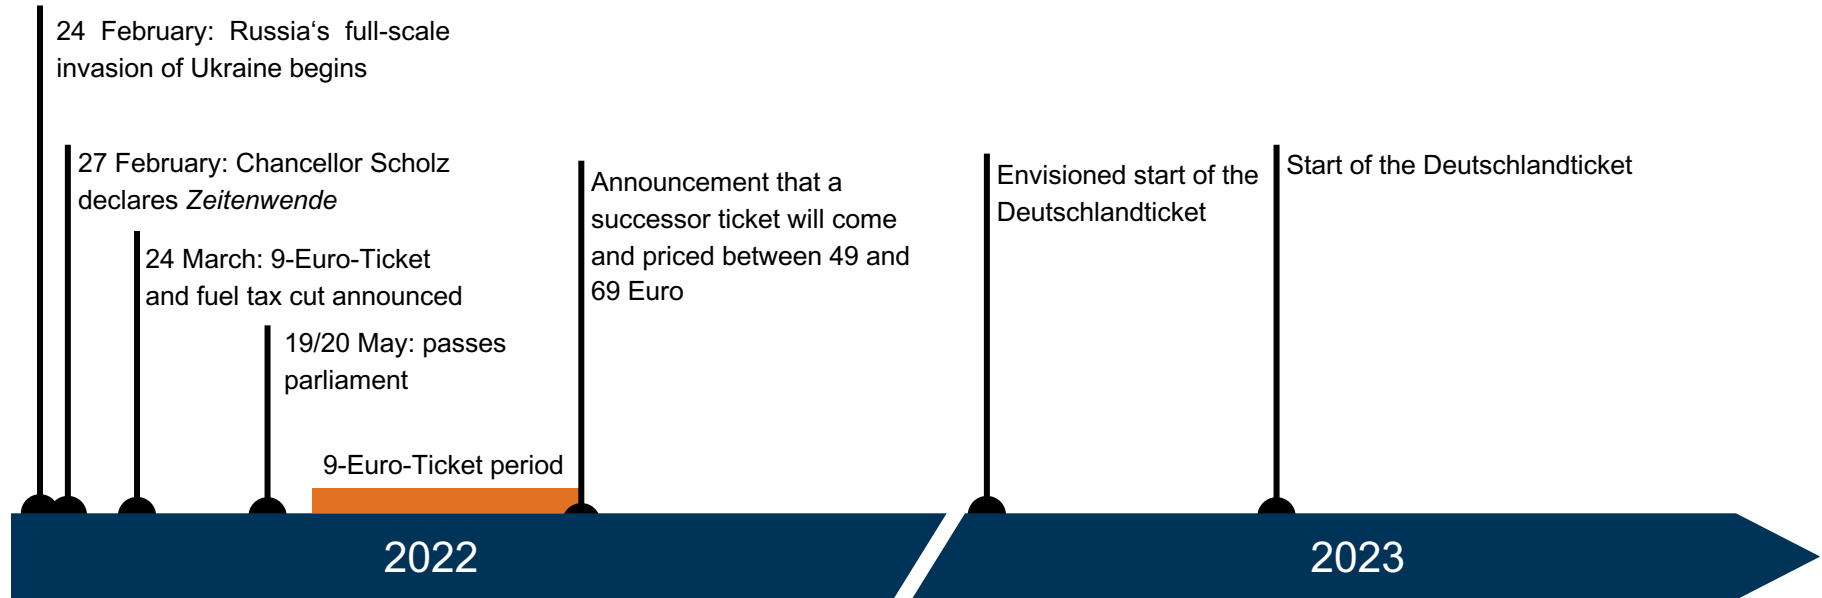 24 February: Russia‘s full-scale
invasion of Ukraine begins
27 February: Chancellor Scholz
declares Zeitenwende
24 March: 9-Euro-Ticket
and fuel tax cut announced
19/20 May: passes
parliament
9-Euro-Ticket period
Announcement that a
successor ticket will come
and priced between 49 and
69 Euro
Envisioned start of the
Deutschlandticket
Start of the Deutschlandticket
2022
2023